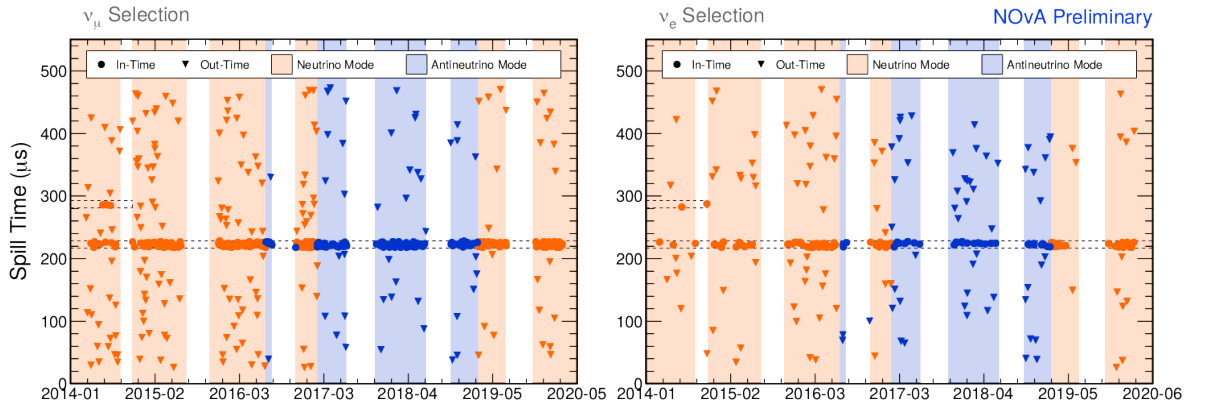 νμ Selection
In-Time Out-Time Neutrino Mode Antineutrino Mode
500
400
300
200
100
0
Spill Time (μs)
2014-01 2015-02 2016-03 2017-03 2018-04 2019-05 2020-05
νe Selection NOvA Preliminary
In-Time Out-Time Neutrino Mode Antineutrino Mode
500
400
300
200
100
0
2014-01 2015-02 2016-03 2017-03 2018-04 2019-05 2020-06